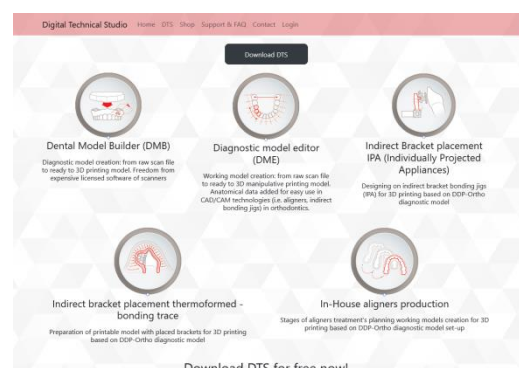 Digital Technical Studio Home DTS Shop Support & FAQ Contact Login
Download DTS
Dental Model Builder (DMB)
Diagnostic model creation: from raw scan file
to ready to 3D printing model. Freedom from
expensive licensed software of scanners
Diagnostic model editor
(DME)
Working model creation: from raw scan file
to ready to 3D manipulative printing model.
Anatomical data added for easy use in
CAD/CAM technologies (i.e. aligners, indirect
bonding jigs) in orthodontics.
Indirect Bracket placement
IPA (Individually Projected
Appliances)
Designing on indirect bracket bonding jigs
(IPA) for 3D printing based on DDP-Ortho
diagnostic model
Indirect bracket placement thermoformed -
bonding trace
Preparation of printable model with placed brackets for 3D printing
based on DDP-Ortho diagnostic model
In-House aligners production
Stages of aligners treatment's planning working models creation for 3D
printing based on DDP-Ortho diagnostic model set-up
Download DTS for free now!